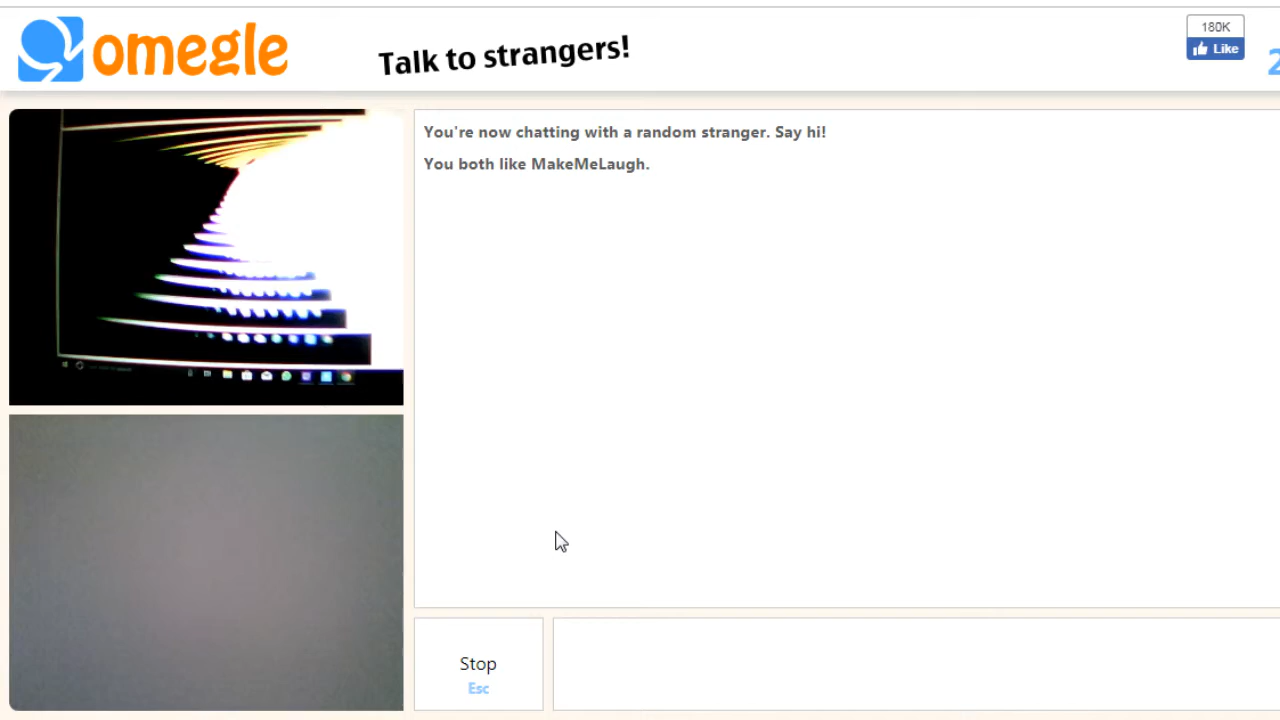 omegle
Talk to strangers!
180K
Like
2
You're now chatting with a random stranger. Say hi!
You both like MakeMeLaugh.
Stop
Esc